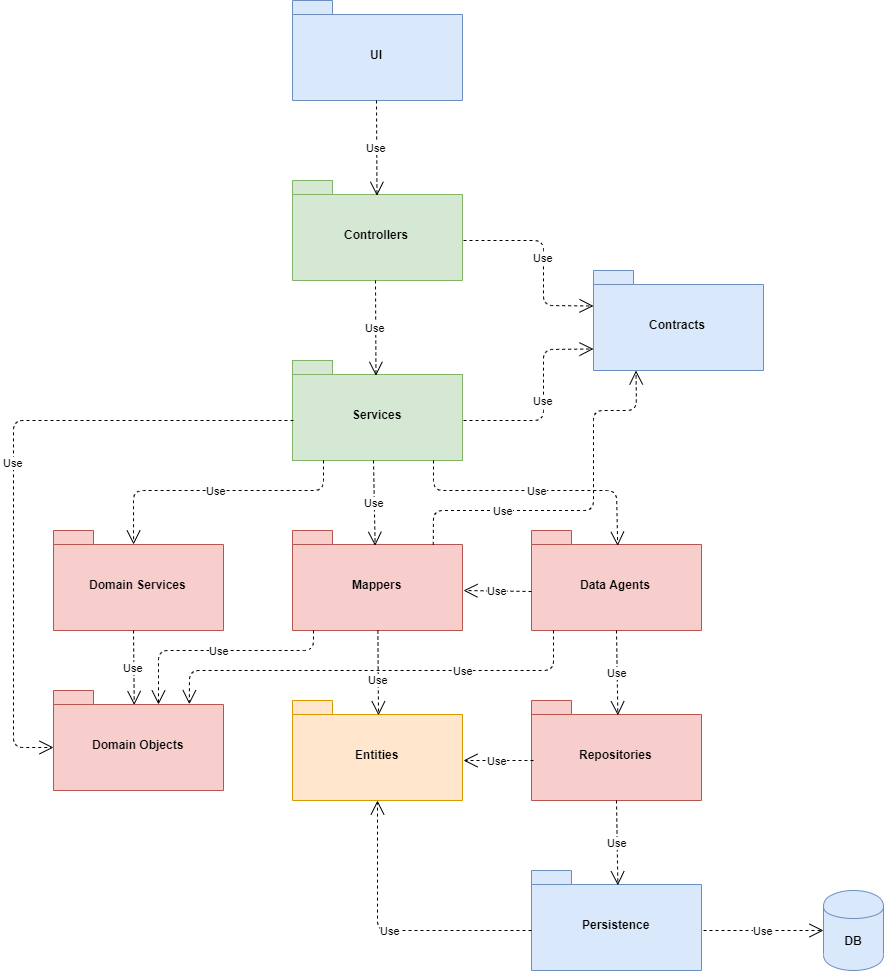 UI
Use
Controllers
Use
Contracts
Use
Services
Use
Use
Use
Use
Use
Use
Domain Services
Mappers
Data Agents
Use
Use
Use
Use
Use
Use
Domain Objects
Entities
Repositories
Use
Use
Persistence
Use
Use
DB